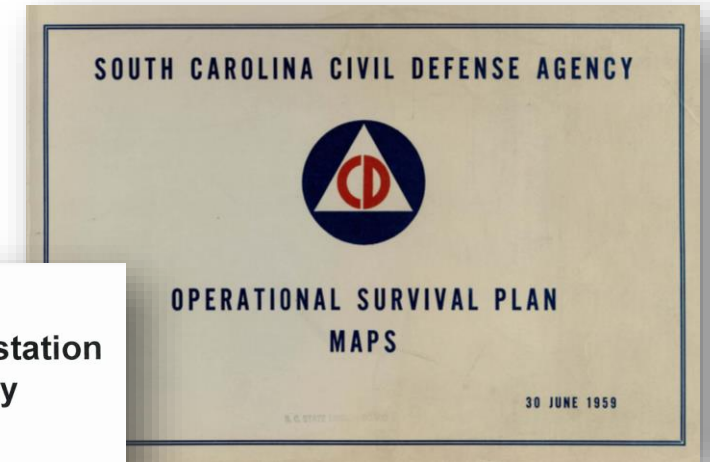 SOUTH CAROLINA CIVIL DEFENSE AGENCY
CD
OPERATIONAL SURVIVAL PLAN
MAPS
30 JUNE 1959
station
y